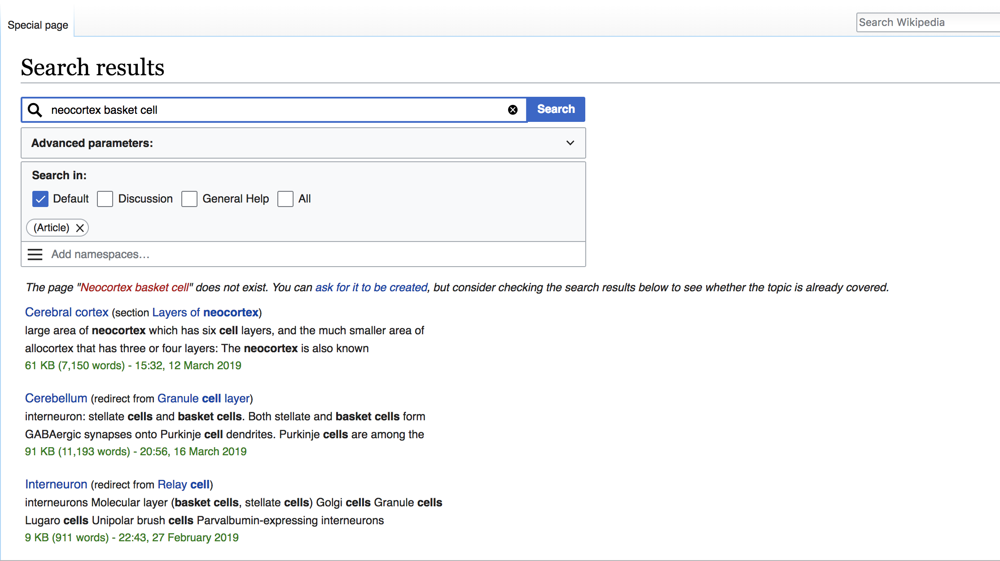 Special page
Search Wikipedia
Search results
neocortex basket cell
Search
Advanced parameters:
Search in:
Default Discussion General Help All
(Article)
Add namespaces…
The page "Neocortex basket cell" does not exist. You can ask for it to be created, but consider checking the search results below to see whether the topic is already covered.
Cerebral cortex (section Layers of neocortex)
large area of neocortex which has six cell layers, and the much smaller area of
allocortex that has three or four layers: The neocortex is also known
61 KB (7,150 words) - 15:32, 12 March 2019
Cerebellum (redirect from Granule cell layer)
interneuron: stellate cells and basket cells. Both stellate and basket cells form
GABAergic synapses onto Purkinje cell dendrites. Purkinje cells are among the
91 KB (11,193 words) - 20:56, 16 March 2019
Interneuron (redirect from Relay cell)
interneurons Molecular layer (basket cells, stellate cells) Golgi cells Granule cells
Lugaro cells Unipolar brush cells Parvalbumin-expressing interneurons
9 KB (911 words) - 22:43, 27 February 2019